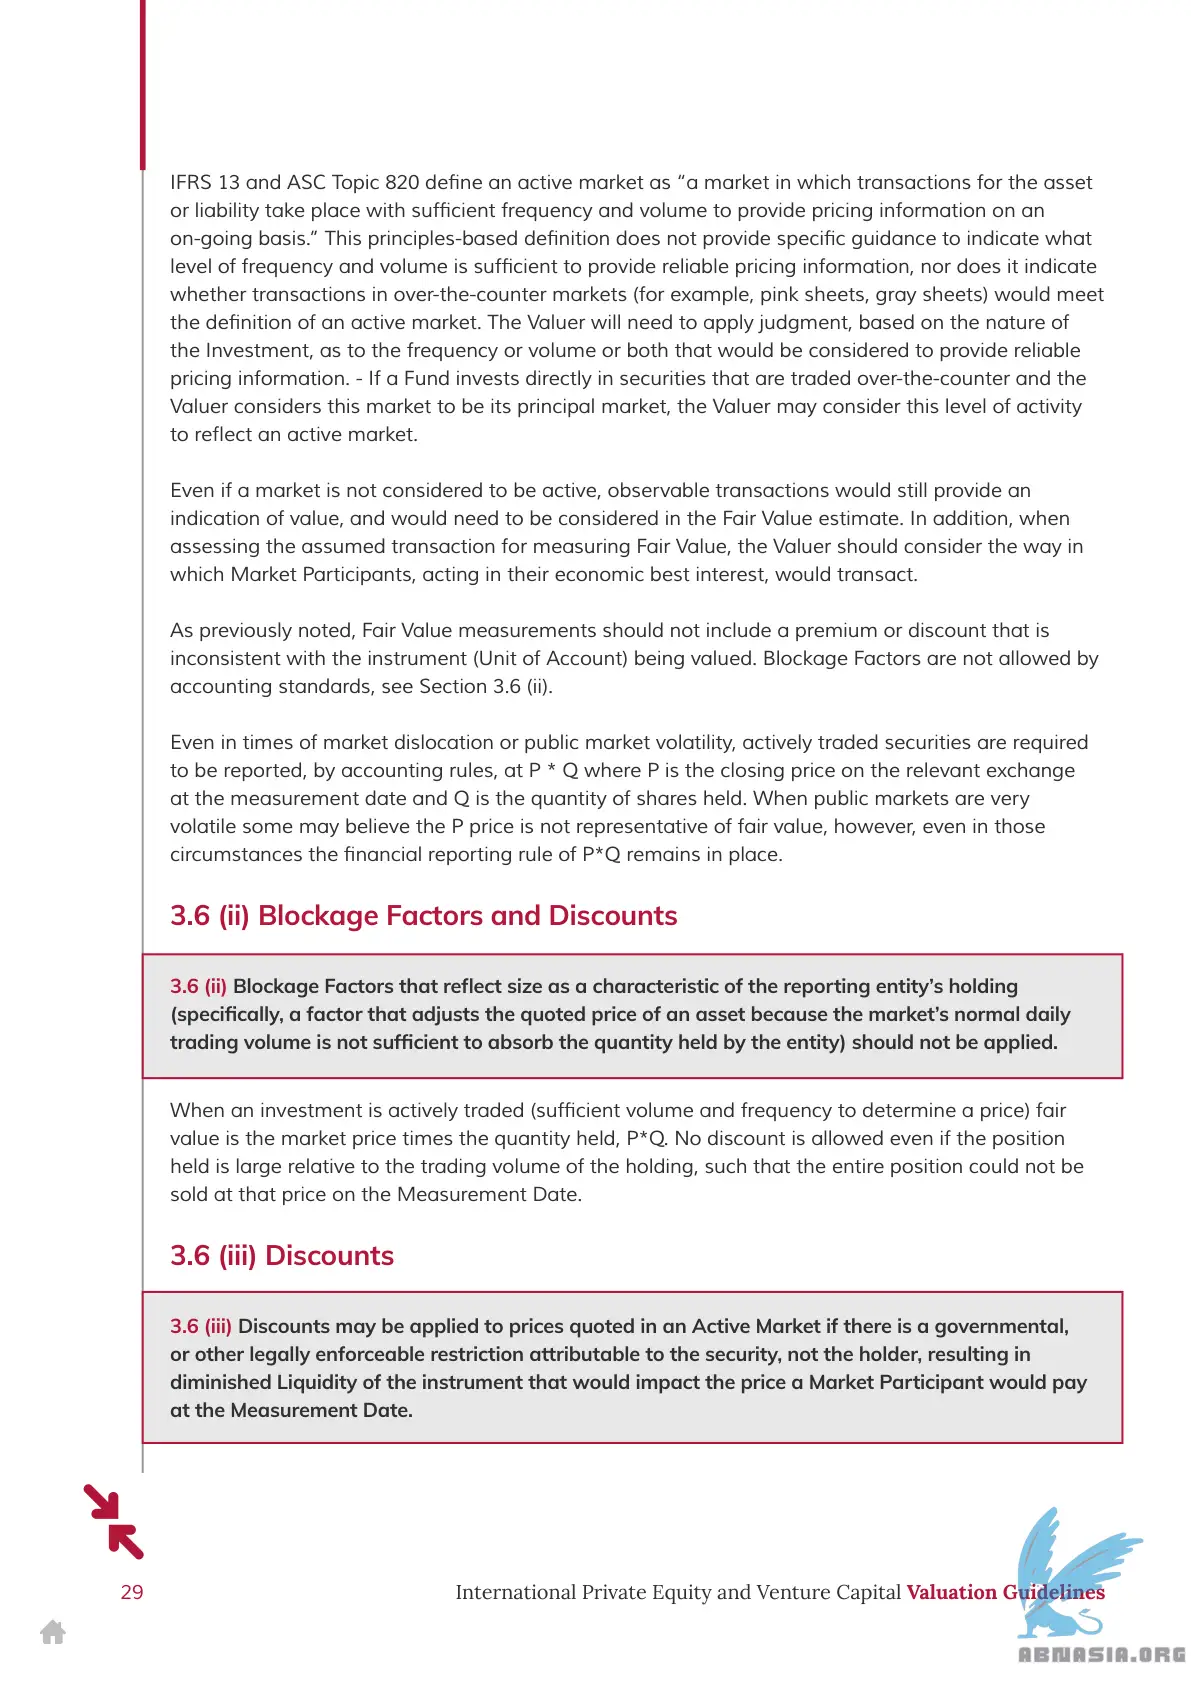 IFRS 13 and ASC Topic 820 define an active market as “a market in which transactions for the asset
or liability take place with sufficient frequency and volume to provide pricing information on an
on-going basis.” This principles-based definition does not provide specific guidance to indicate what
level of frequency and volume is sufficient to provide reliable pricing information, nor does it indicate
whether transactions in over-the-counter markets (for example, pink sheets, gray sheets) would meet
the definition of an active market. The Valuer will need to apply judgment, based on the nature of
the Investment, as to the frequency or volume or both that would be considered to provide reliable
pricing information. - If a Fund invests directly in securities that are traded over-the-counter and the
Valuer considers this market to be its principal market, the Valuer may consider this level of activity
to reflect an active market.
Even if a market is not considered to be active, observable transactions would still provide an
indication of value, and would need to be considered in the Fair Value estimate. In addition, when
assessing the assumed transaction for measuring Fair Value, the Valuer should consider the way in
which Market Participants, acting in their economic best interest, would transact.
As previously noted, Fair Value measurements should not include a premium or discount that is
inconsistent with the instrument (Unit of Account) being valued. Blockage Factors are not allowed by
accounting standards, see Section 3.6 (ii).
Even in times of market dislocation or public market volatility, actively traded securities are required
to be reported, by accounting rules, at P * Q where P is the closing price on the relevant exchange
at the measurement date and Q is the quantity of shares held. When public markets are very
volatile some may believe the P price is not representative of fair value, however, even in those
circumstances the financial reporting rule of P*Q remains in place.
3.6 (ii) Blockage Factors and Discounts
3.6 (ii) Blockage Factors that reflect size as a characteristic of the reporting entity’s holding
(specifically, a factor that adjusts the quoted price of an asset because the market’s normal daily
trading volume is not sufficient to absorb the quantity held by the entity) should not be applied.
When an investment is actively traded (sufficient volume and frequency to determine a price) fair
value is the market price times the quantity held, P*Q. No discount is allowed even if the position
held is large relative to the trading volume of the holding, such that the entire position could not be
sold at that price on the Measurement Date.
3.6 (iii) Discounts
3.6 (iii) Discounts may be applied to prices quoted in an Active Market if there is a governmental,
or other legally enforceable restriction attributable to the security, not the holder, resulting in
diminished Liquidity of the instrument that would impact the price a Market Participant would pay
at the Measurement Date.
29 International Private Equity and Venture Capital Valuation Guidelines
ABNASIA.ORG